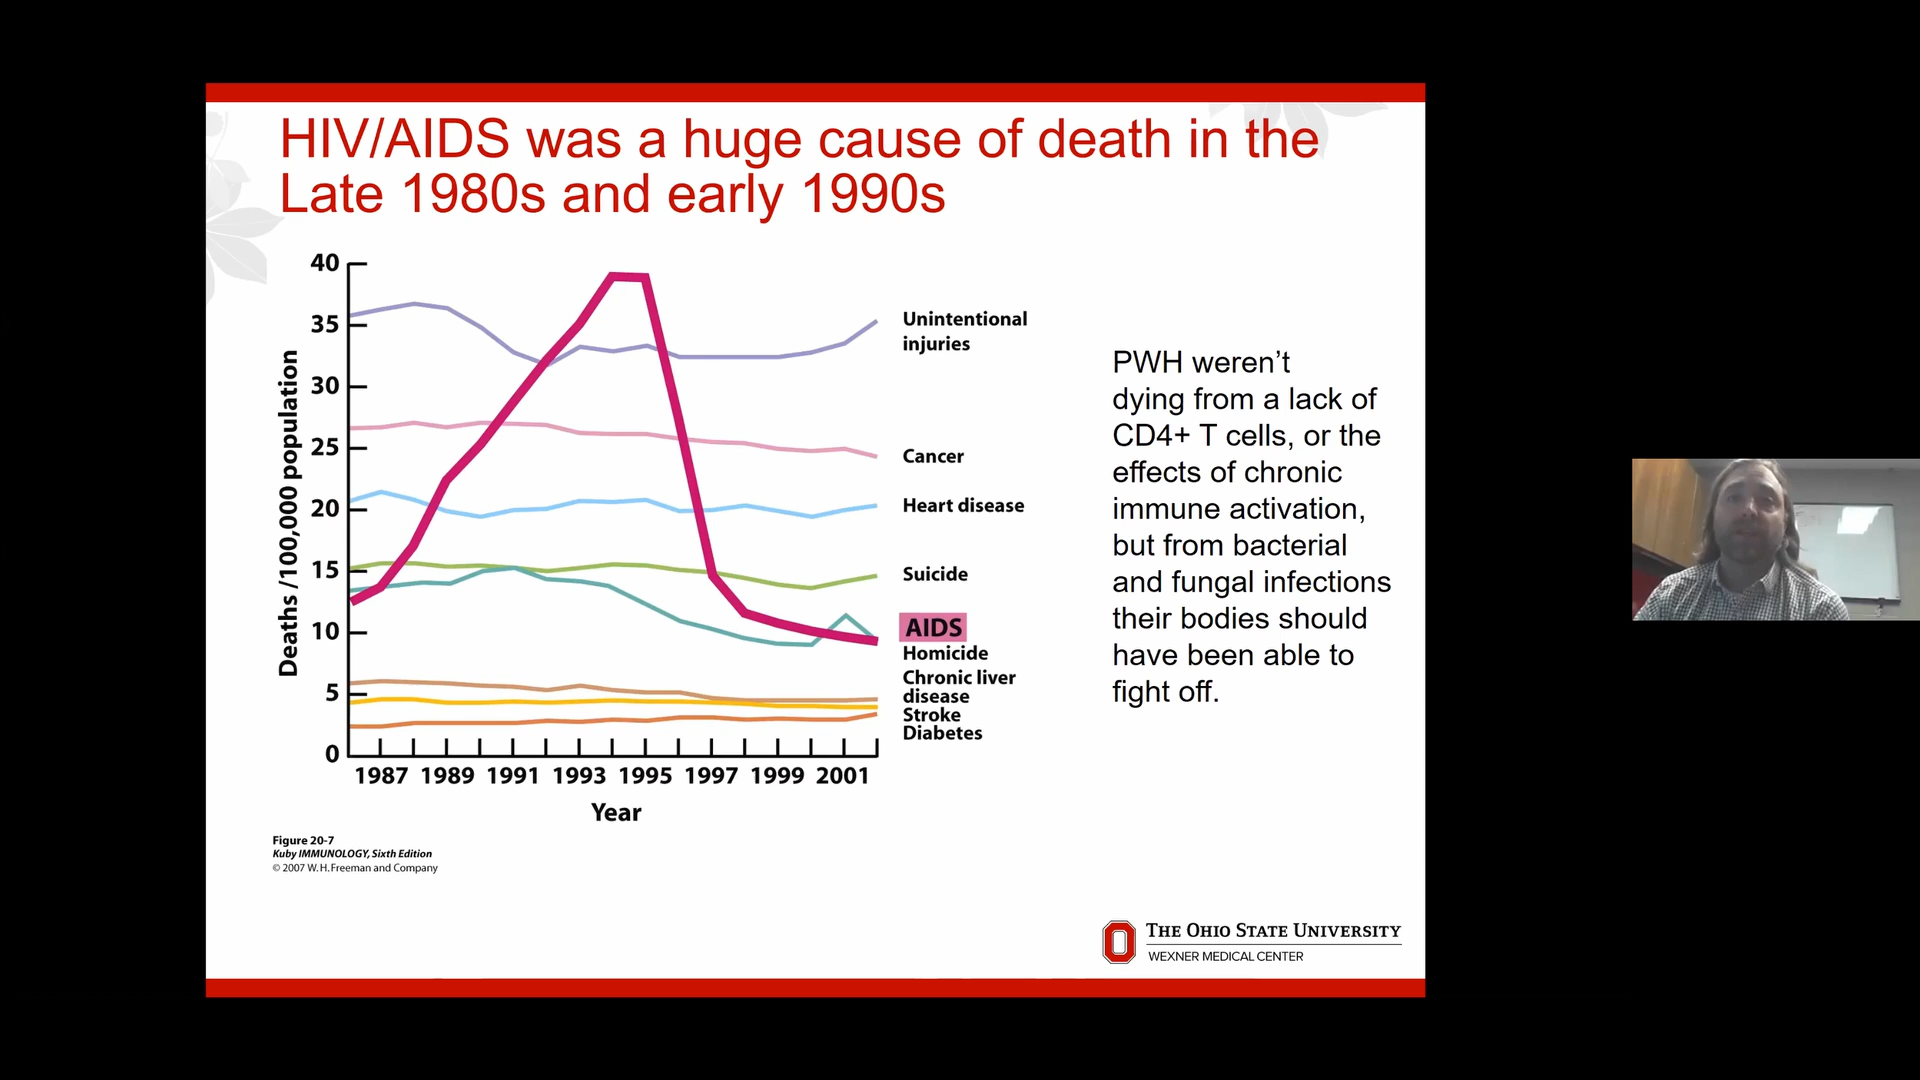 HIV/AIDS was a huge cause of death in the
Late 1980s and early 1990s
Deaths /100,000 population
40
35
30
25
20
15
10
5
0
1987 1989 1991 1993 1995 1997 1999 2001
Year
Unintentional
injuries
Cancer
Heart disease
Suicide
AIDS
Homicide
Chronic liver
disease
Stroke
Diabetes
PWH weren’t
dying from a lack of
CD4+ T cells, or the
effects of chronic
immune activation,
but from bacterial
and fungal infections
their bodies should
have been able to
fight off.
Figure 20-7
Kuby IMMUNOLOGY, Sixth Edition
© 2007 W. H. Freeman and Company
THE OHIO STATE UNIVERSITY
WEXNER MEDICAL CENTER